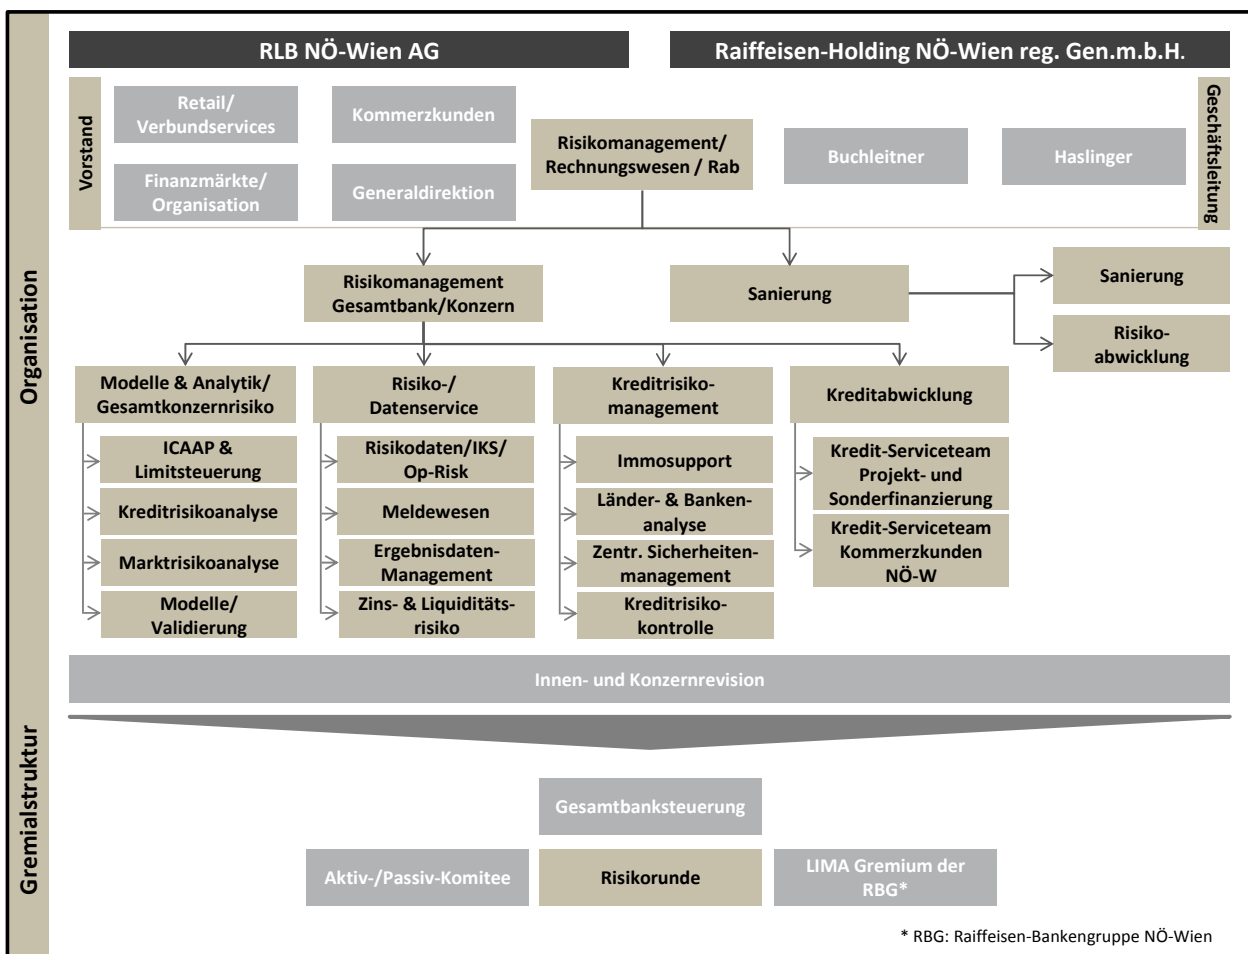 RLB NÖ-Wien AG
Raiffeisen-Holding NÖ-Wien reg. Gen.m.b.H.
Vorstand
Retail/
Verbundservices
Kommerzkunden
Finanzmärkte/
Organisation
Generaldirektion
Risikomanagement/
Rechnungswesen / Rab
Buchleitner
Haslinger
Geschäftsleitung
Organisation
Risikomanagement
Gesamtbank/Konzern
Sanierung
Sanierung
Risiko-
abwicklung
Modelle & Analytik/
Gesamtkonzernrisiko
ICAAP &
Limitsteuerung
Kreditrisikoanalyse
Marktrisikoanalyse
Modelle/
Validierung
Risiko-/
Datenservice
Risikodaten/IKS/
Op-Risk
Meldewesen
Ergebnisdaten-
Management
Zins- & Liquiditäts-
risiko
Kreditrisiko-
management
Immosupport
Länder- & Banken-
analyse
Zentr. Sicherheiten-
management
Kreditrisiko-
kontrolle
Kreditabwicklung
Kredit-Serviceteam
Projekt- und
Sonderfinanzierung
Kredit-Serviceteam
Kommerzkunden
NÖ-W
Innen- und Konzernrevision
Gremialstruktur
Gesamtbanksteuerung
Aktiv-/Passiv-Komitee
Risikorunde
LIMA Gremium der
RBG*
* RBG: Raiffeisen-Bankengruppe NÖ-Wien